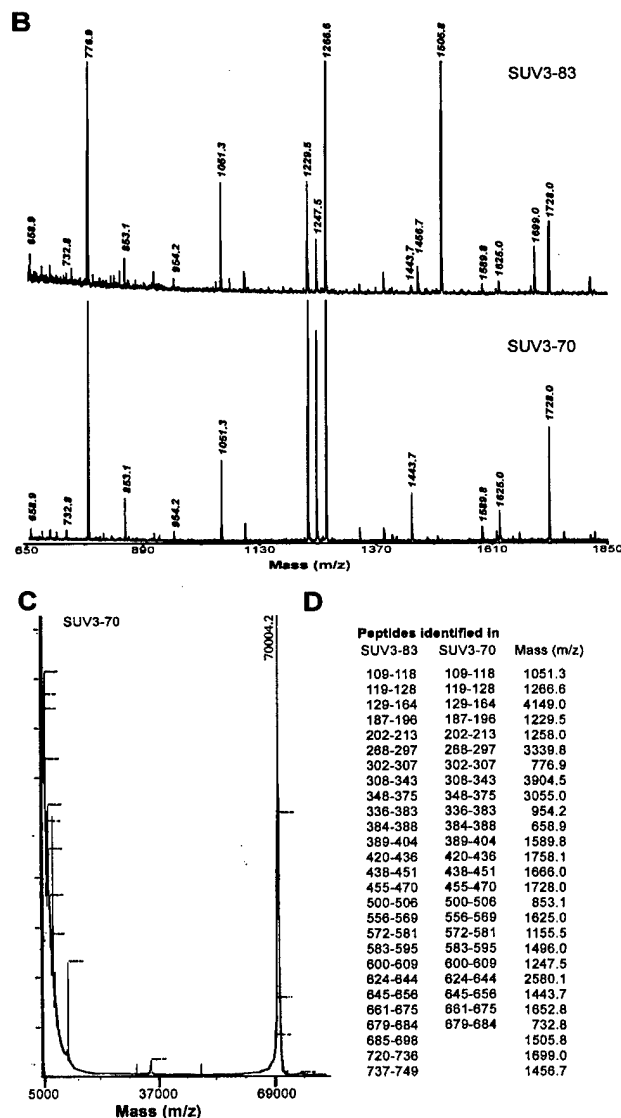 B
658.9
732.8
776.9
853.1
954.2
1051.3
1229.5
1247.5
1266.6
1443.7
1456.7
1505.8
1589.8
1625.0
1699.0
1728.0
SUV3-83
SUV3-70
658.9
732.8
853.1
954.2
1051.3
1443.7
1589.8
1625.0
1728.0
650 890 1130 1370 1610 1850
Mass (m/z)
C
SUV3-70
70004.2
5000 37000 69000
Mass (m/z)
D
Peptides identified in
SUV3-83 SUV3-70 Mass (m/z)
109-118 109-118 1051.3
119-128 119-128 1266.6
129-164 129-164 4149.0
187-196 187-196 1229.5
202-213 202-213 1258.0
268-297 268-297 3339.8
302-307 302-307 776.9
308-343 308-343 3904.5
348-375 348-375 3055.0
336-383 336-383 954.2
384-388 384-388 658.9
389-404 389-404 1589.8
420-436 420-436 1758.1
438-451 438-451 1666.0
455-470 455-470 1728.0
500-506 500-506 853.1
556-569 556-569 1625.0
572-581 572-581 1155.5
583-595 583-595 1496.0
600-609 600-609 1247.5
624-644 624-644 2580.1
645-656 645-656 1443.7
661-675 661-675 1652.8
679-684 679-684 732.8
685-698 1505.8
720-736 1699.0
737-749 1456.7